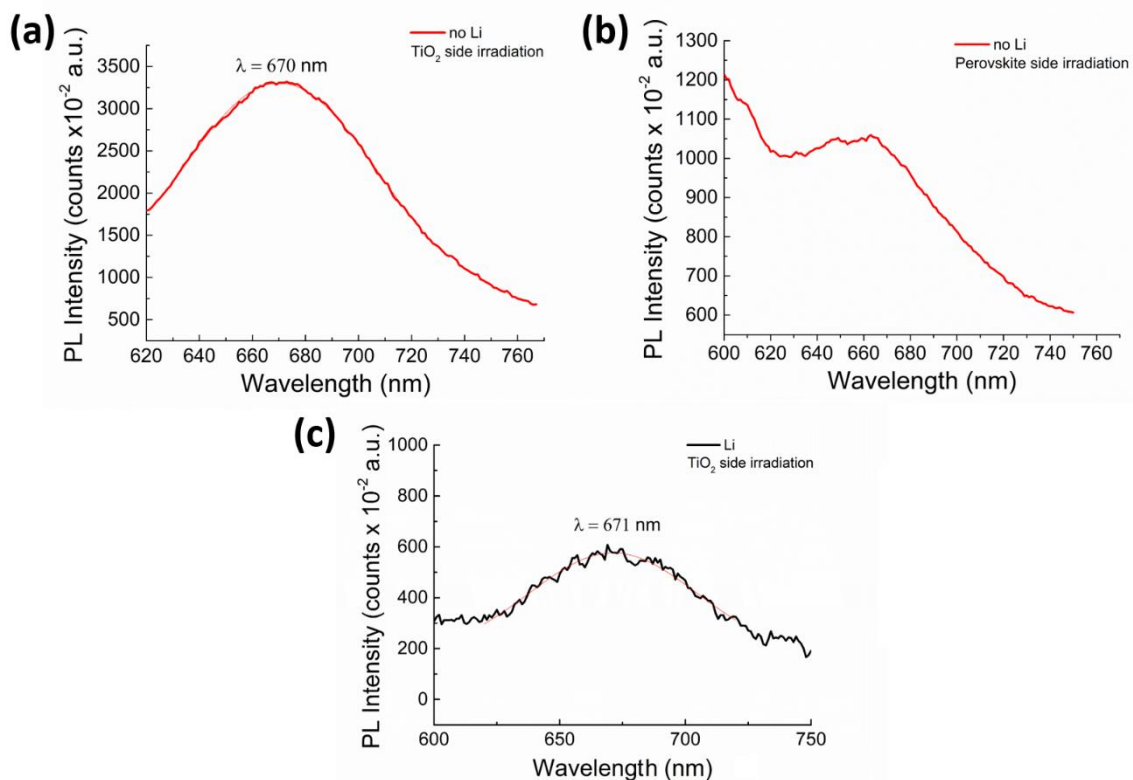 (a)
no Li
TiO₂ side irradiation
λ = 670 nm
PL Intensity (counts x10⁻² a.u.)
3500
3000
2500
2000
1500
1000
500
620 640 660 680 700 720 740 760
Wavelength (nm)
(b)
no Li
Perovskite side irradiation
PL Intensity (counts x 10⁻² a.u.)
1300
1200
1100
1000
900
800
700
600
600 620 640 660 680 700 720 740 760
Wavelength (nm)
(c)
Li
TiO₂ side irradiation
λ = 671 nm
PL Intensity (counts x 10⁻² a.u.)
1000
800
600
400
200
0
600 650 700 750
Wavelength (nm)